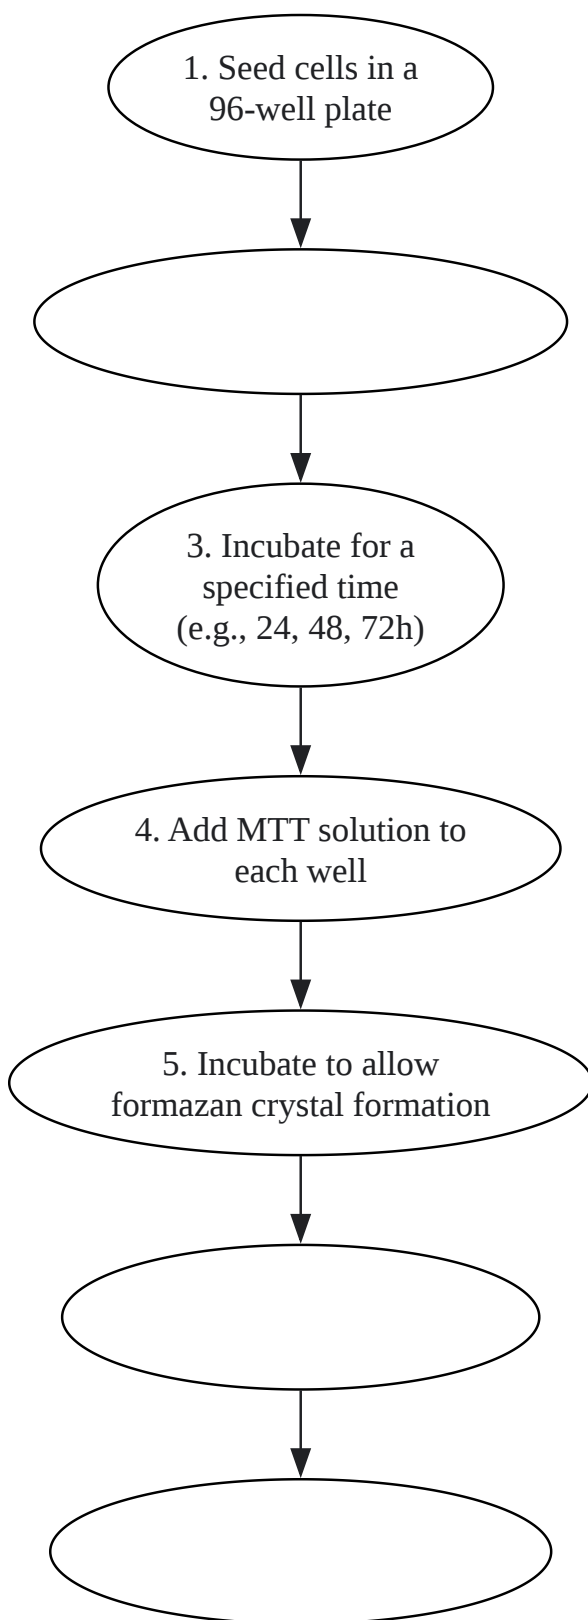 1. Seed cells in a
96-well plate
3. Incubate for a
specified time
(e.g., 24, 48, 72h)
4. Add MTT solution to
each well
5. Incubate to allow
formazan crystal formation